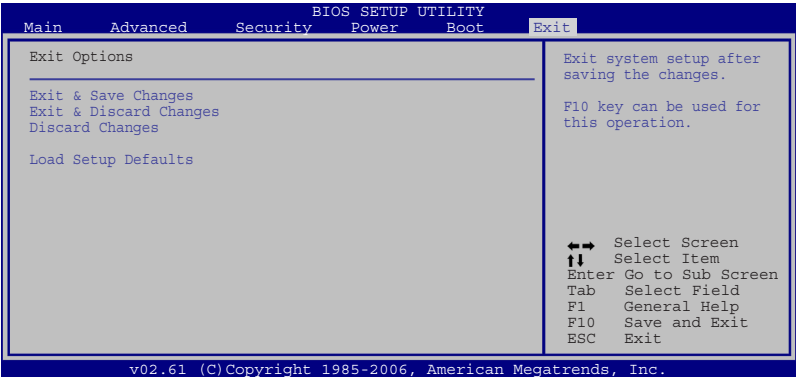 BIOS SETUP UTILITY
Main Advanced Security Power Boot Exit
Exit Options
Exit & Save Changes
Exit & Discard Changes
Discard Changes
Load Setup Defaults
Exit system setup after
saving the changes.
F10 key can be used for
this operation.
Select Screen
Select Item
Enter Go to Sub Screen
Tab Select Field
F1 General Help
F10 Save and Exit
ESC Exit
v02.61 (C)Copyright 1985-2006, American Megatrends, Inc.